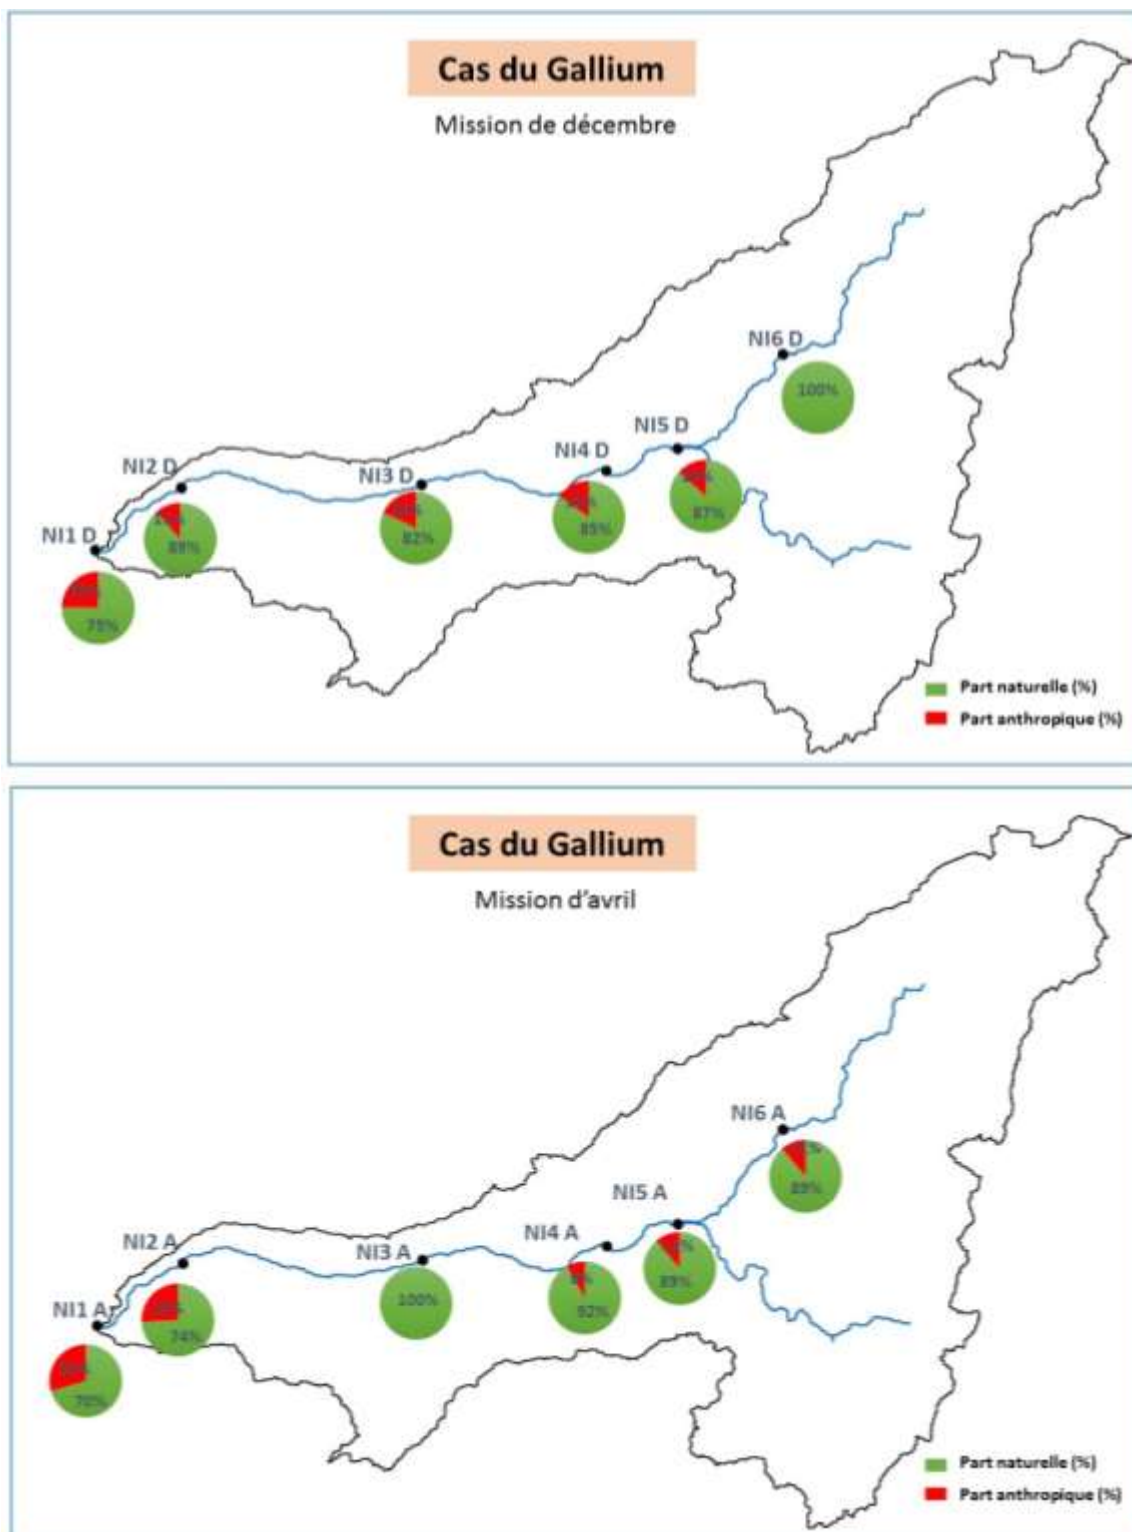 Cas du Gallium
Mission de décembre
NI6 D
100%
NI5 D
87%
NI4 D
85%
NI3 D
82%
NI2 D
NI1 D
75%
Part naturelle (%)
Part anthropique (%)
Cas du Gallium
Mission d'avril
NI6 A
89%
NI5 A
89%
NI4 A
8%
92%
NI3 A
100%
NI2 A
74%
NI1 A
70%
Part naturelle (%)
Part anthropique (%)